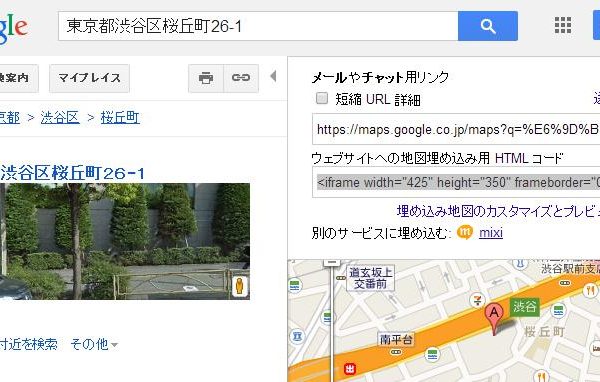 gle
東京都渋谷区桜丘町26-1
案内
マイプレイス
京都 > 渋谷区 > 桜丘町
渋谷区桜丘町26-1
付近を検索 その他
メールやチャット用リンク
短縮 URL 詳細
https://maps.google.co.jp/maps?q=%E6%9D%B
ウェブサイトへの地図埋め込み用 HTML コード
<iframe width="425" height="350" frameborder="0
埋め込み地図のカスタマイズとプレビ
別のサービスに埋め込む: m mixi
道玄坂上
交番前
渋谷駅前支店
渋谷
A
桜丘町
南平台
出